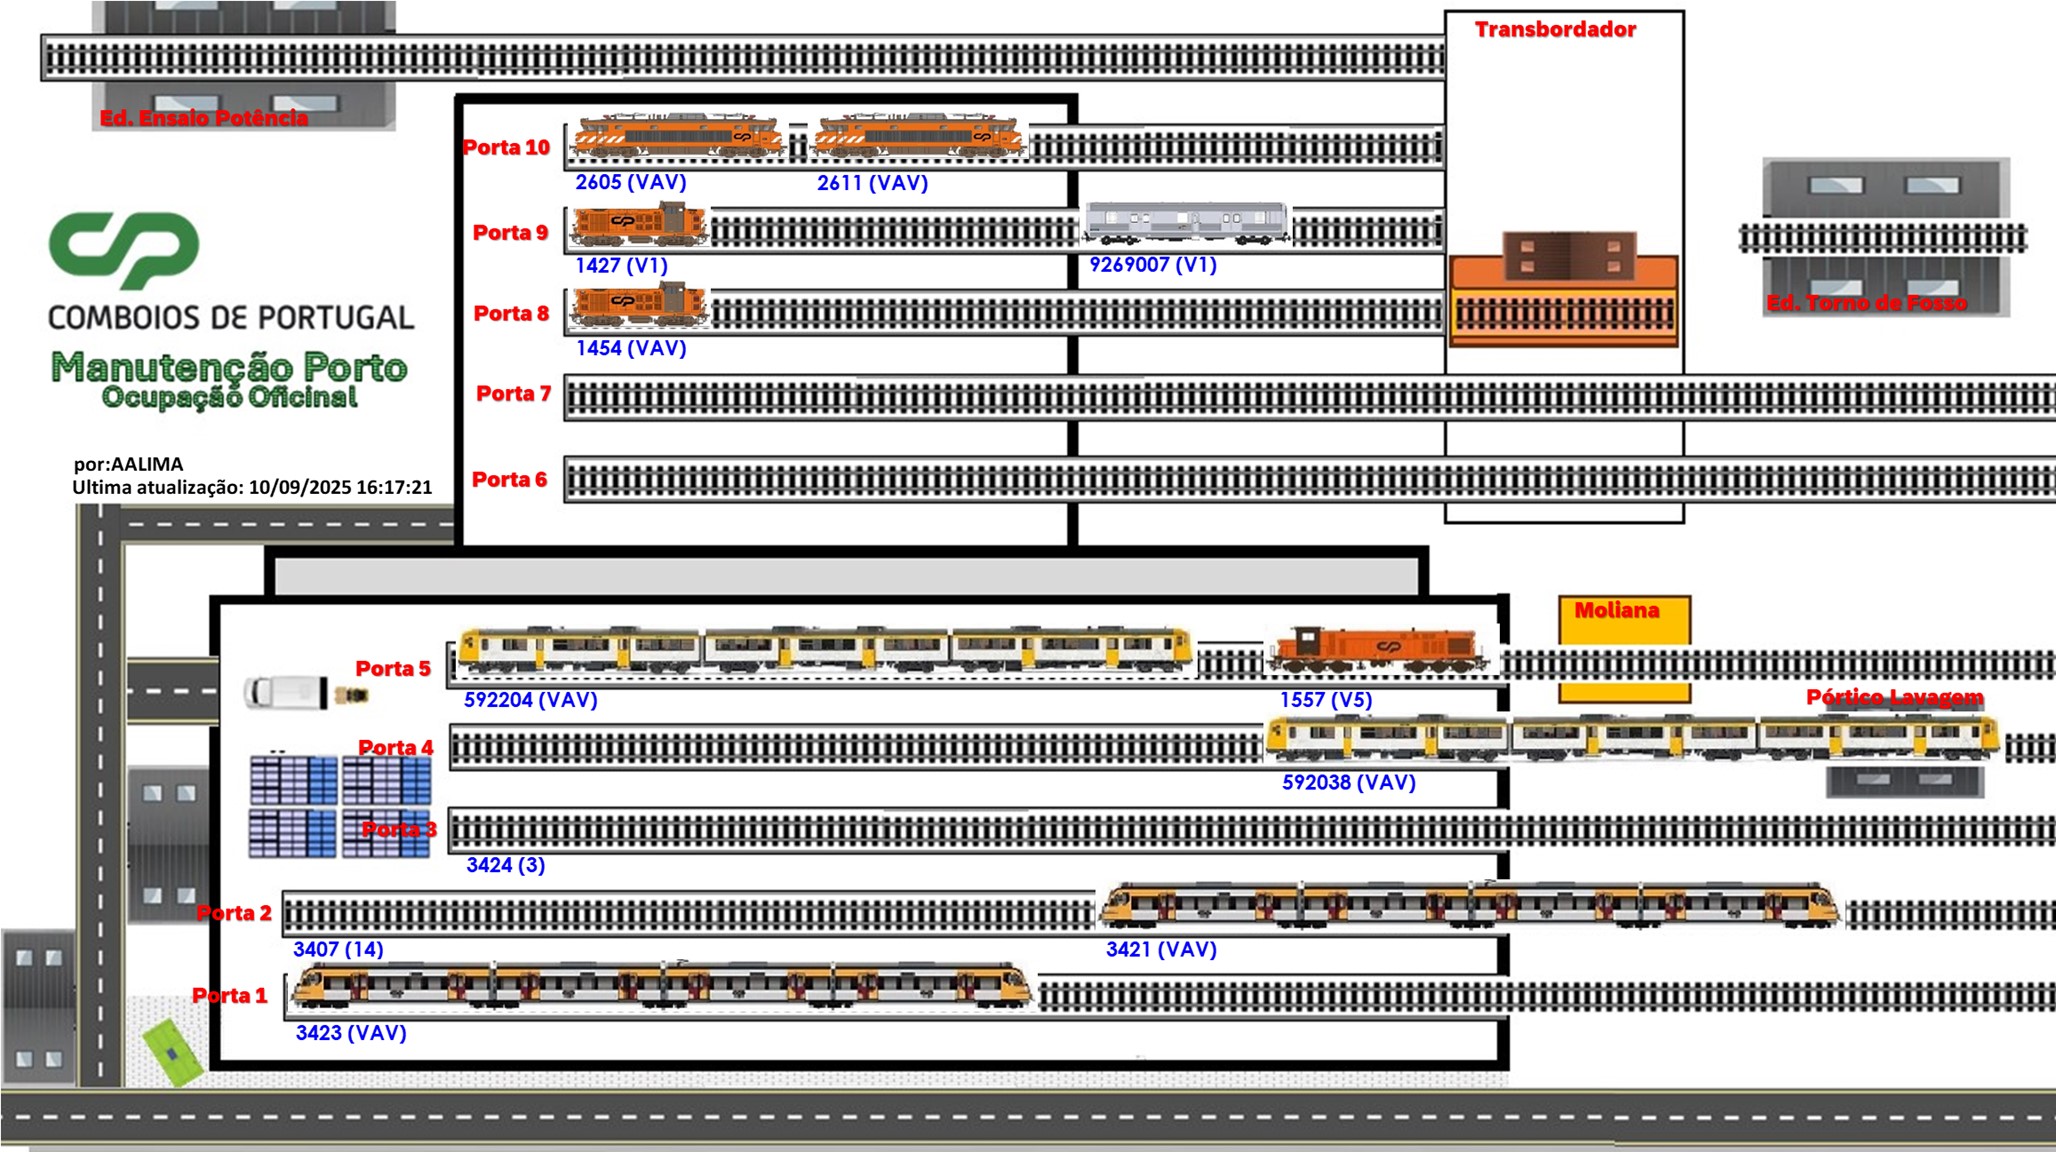 Transbordador
Ed. Ensaio Potência
Porta 10
2605 (VAV)
2611 (VAV)
Porta 9
1427 (V1)
9269007 (V1)
Ed. Torno de Fosso
CP
COMBOIOS DE PORTUGAL
Manutenção Porto
Ocupação Oficinal
Porta 8
1454 (VAV)
Porta 7
por:AALIMA
Ultima atualização: 10/09/2025 16:17:21
Porta 6
Moliana
Porta 5
592204 (VAV)
1557 (V5)
Pórtico Lavagem
Porta 4
592038 (VAV)
Porta 3
3424 (3)
Porta 2
3407 (14)
3421 (VAV)
Porta 1
3423 (VAV)